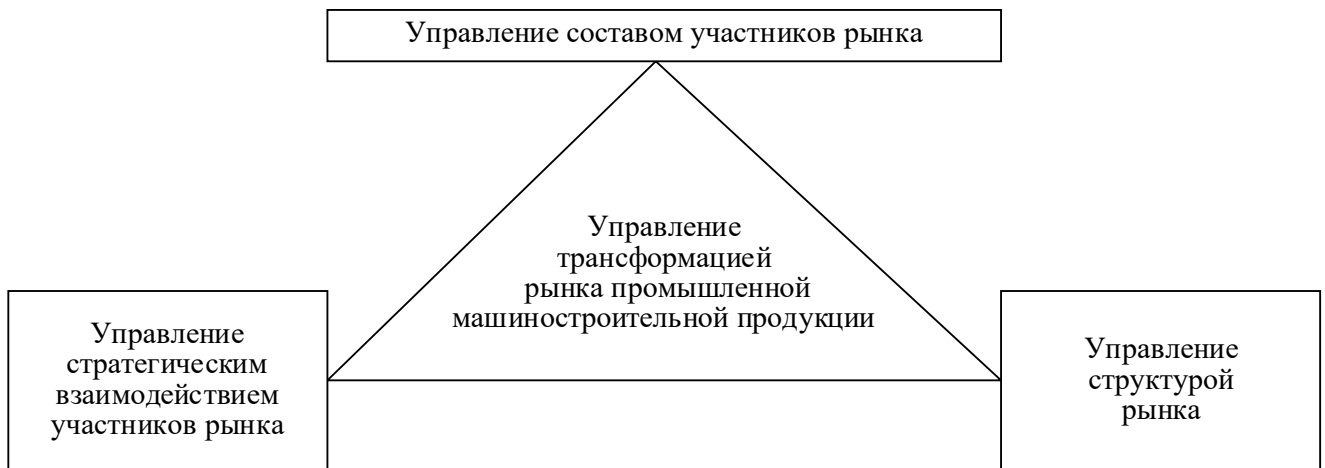 Управление составом участников рынка
Управление
трансформацией
рынка промышленной
машиностроительной продукции
Управление
стратегическим
взаимодействием
участников рынка
Управление
структурой
рынка